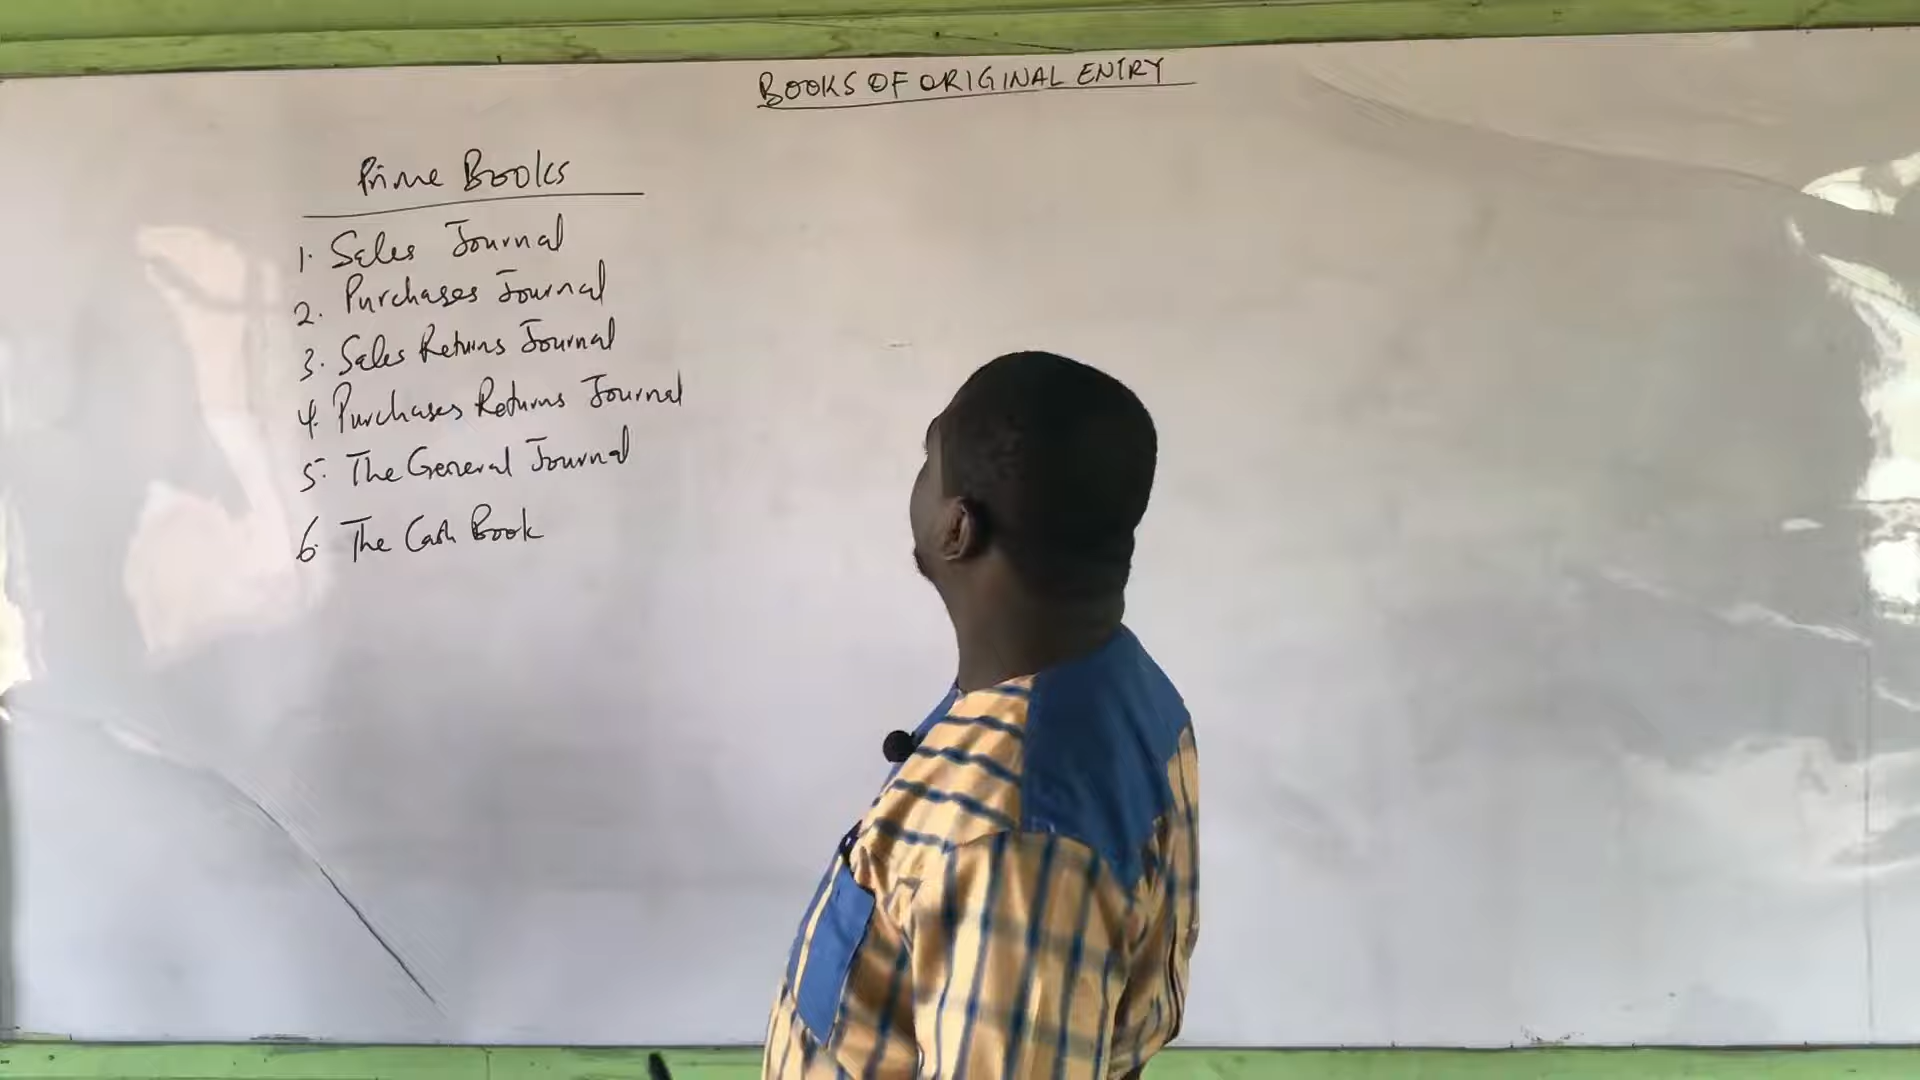 BOOKS OF ORIGINAL ENTRY
Prime Books
1. Sales Journal
2. Purchases Journal
3. Sales Returns Journal
4. Purchases Returns Journal
5. The General Journal
6. The Cash Book